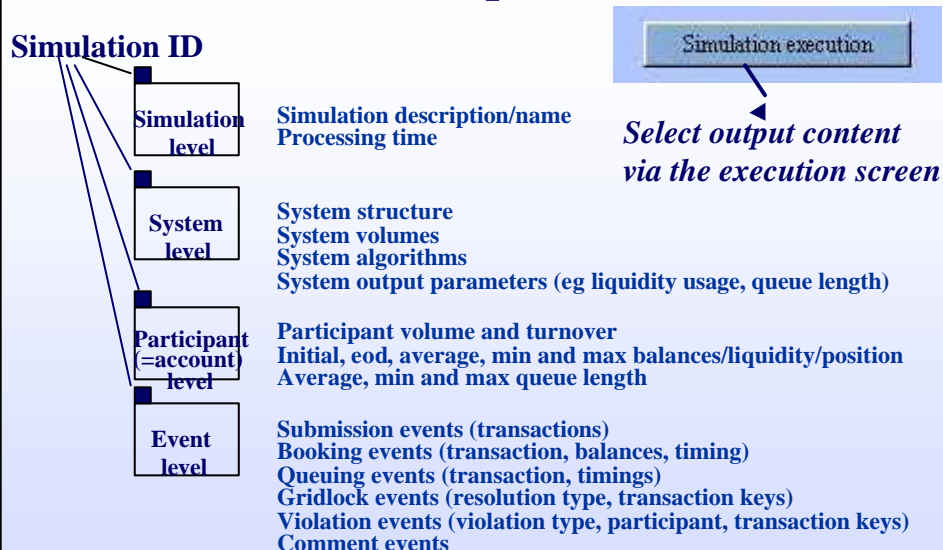 Simulation ID
Simulation execution
Select output content
via the execution screen
Simulation
level
Simulation description/name
Processing time
System
level
System structure
System volumes
System algorithms
System output parameters (eg liquidity usage, queue length)
Participant
(=account)
level
Participant volume and turnover
Initial, eod, average, min and max balances/liquidity/position
Average, min and max queue length
Event
level
Submission events (transactions)
Booking events (transaction, balances, timing)
Queuing events (transaction, timings)
Gridlock events (resolution type, transaction keys)
Violation events (violation type, participant, transaction keys)
Comment events